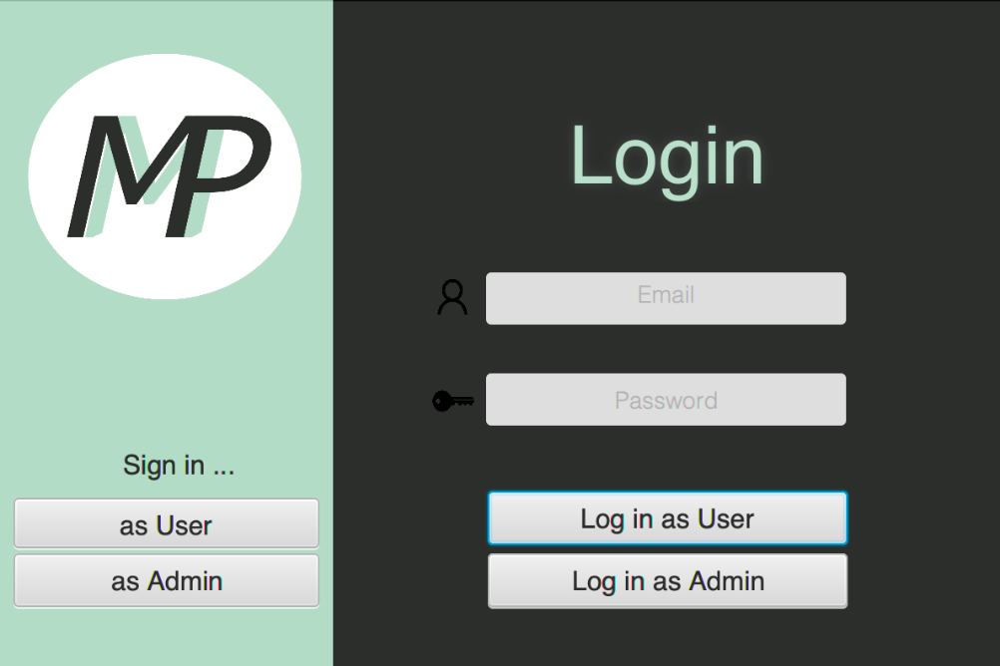 MP
Sign in ...
as User
as Admin
Login
Email
Password
Log in as User
Log in as Admin